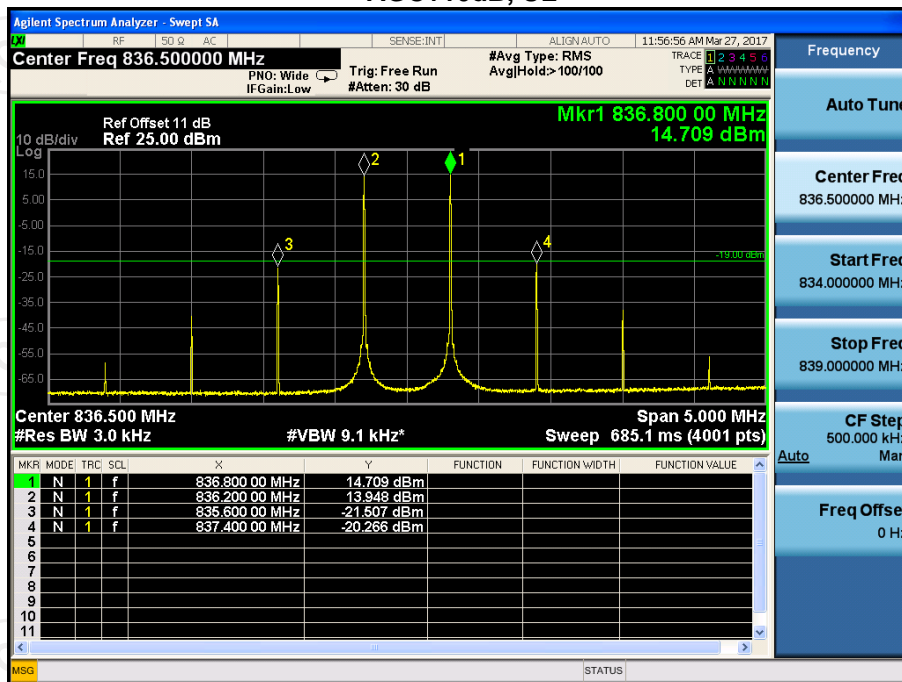 Agilent Spectrum Analyzer - Swept SA
LXI RF 50 Ω AC SENSE:INT ALIGN AUTO 11:56:56 AM Mar 27, 2017
Center Freq 836.500000 MHz
PNO: Wide
IFGain:Low
Trig: Free Run
#Atten: 30 dB
#Avg Type: RMS
Avg|Hold:>100/100
TRACE 1 2 3 4 5 6
TYPE A WWWWW
DET A N N N N N
Mkr1 836.800 00 MHz
14.709 dBm
Ref Offset 11 dB
10 dB/div Ref 25.00 dBm
Log
2 1
15.0
5.00
-5.00
3 4
-15.0
-19.00 dBm
-25.0
-35.0
-45.0
-55.0
-65.0
Center 836.500 MHz Span 5.000 MHz
#Res BW 3.0 kHz #VBW 9.1 kHz* Sweep 685.1 ms (4001 pts)
MKR MODE TRC SCL X Y FUNCTION FUNCTION WIDTH FUNCTION VALUE
1 N 1 f 836.800 00 MHz 14.709 dBm
2 N 1 f 836.200 00 MHz 13.948 dBm
3 N 1 f 835.600 00 MHz -21.507 dBm
4 N 1 f 837.400 00 MHz -20.266 dBm
5
6
7
8
9
10
11
MSG STATUS
Frequency
Auto Tune
Center Freq
836.500000 MHz
Start Freq
834.000000 MHz
Stop Freq
839.000000 MHz
CF Step
500.000 kHz
Auto Man
Freq Offset
0 Hz